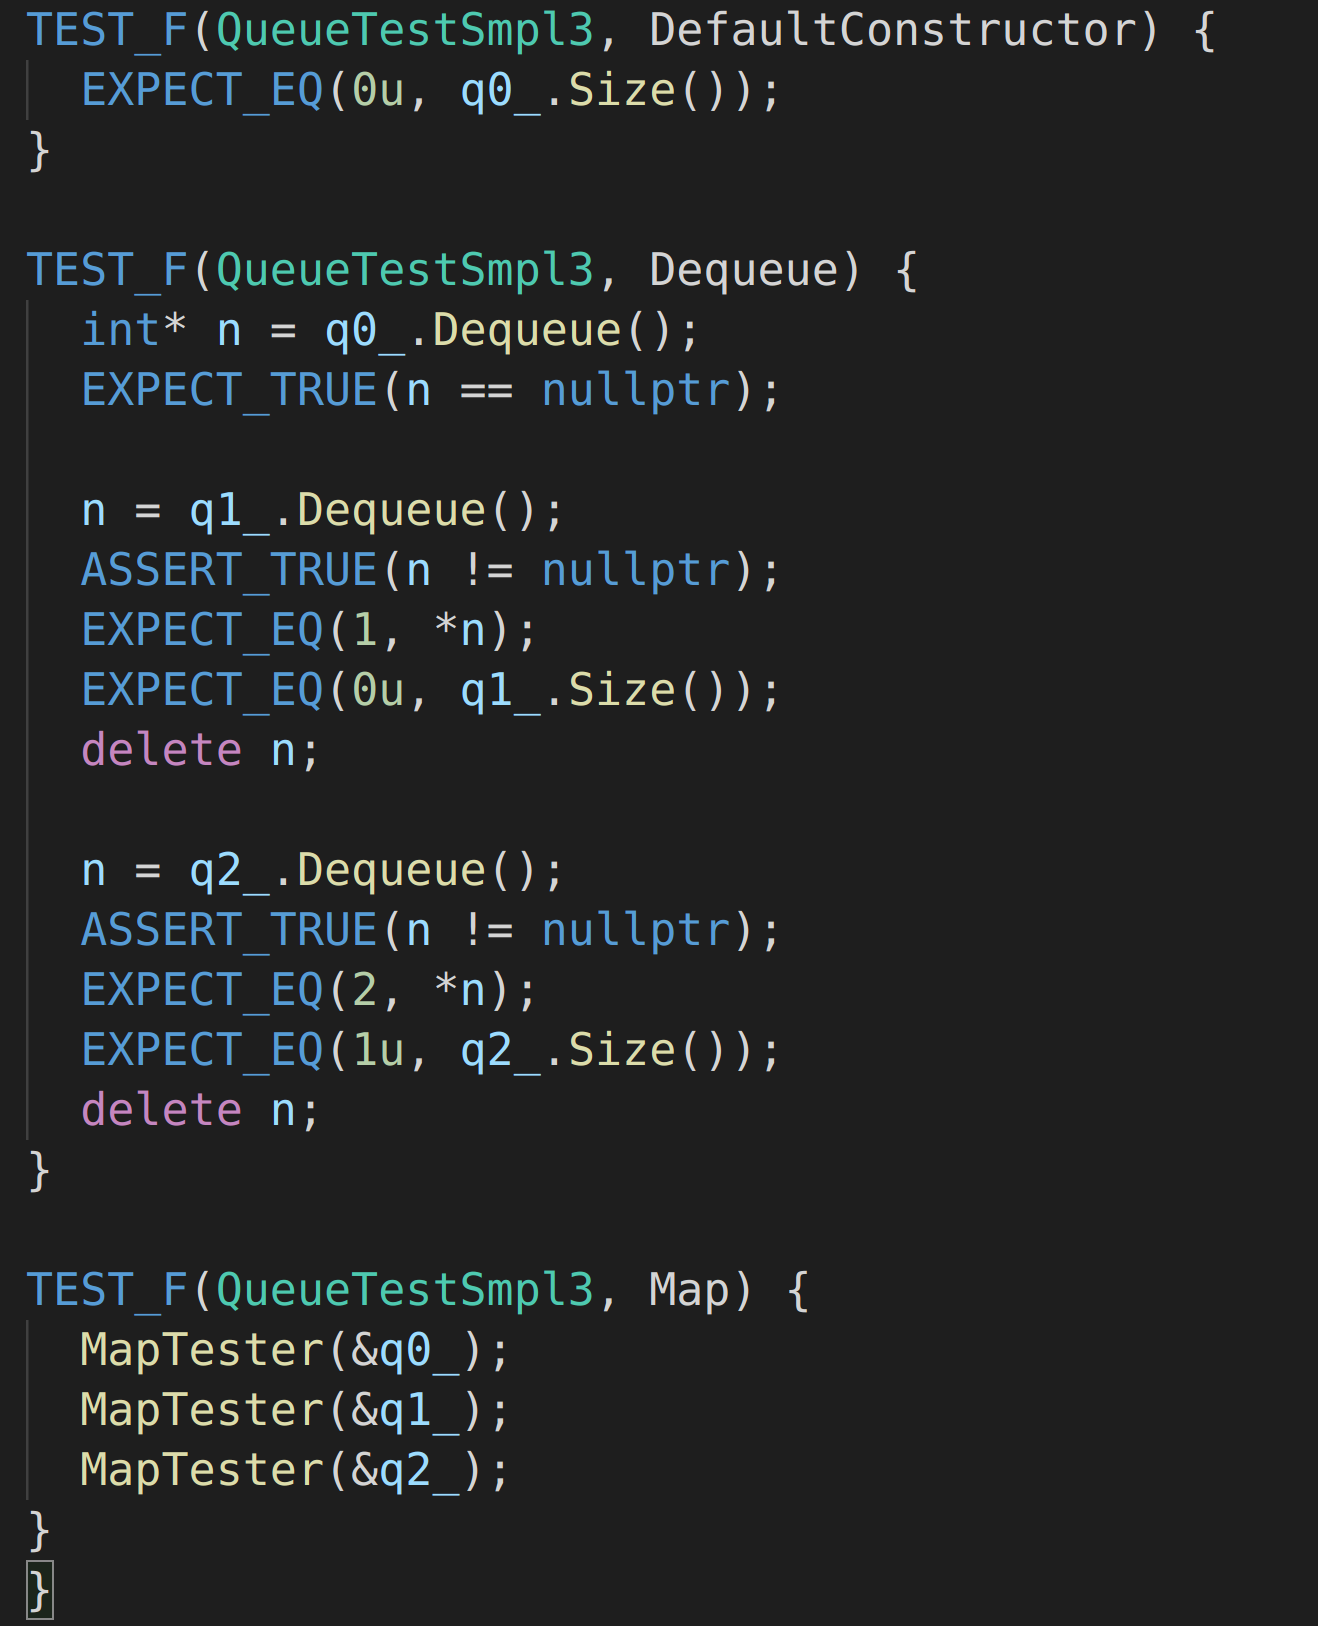 TEST_F(QueueTestSmpl3, DefaultConstructor) {
  EXPECT_EQ(0u, q0_.Size());
}

TEST_F(QueueTestSmpl3, Dequeue) {
  int* n = q0_.Dequeue();
  EXPECT_TRUE(n == nullptr);

  n = q1_.Dequeue();
  ASSERT_TRUE(n != nullptr);
  EXPECT_EQ(1, *n);
  EXPECT_EQ(0u, q1_.Size());
  delete n;

  n = q2_.Dequeue();
  ASSERT_TRUE(n != nullptr);
  EXPECT_EQ(2, *n);
  EXPECT_EQ(1u, q2_.Size());
  delete n;
}

TEST_F(QueueTestSmpl3, Map) {
  MapTester(&q0_);
  MapTester(&q1_);
  MapTester(&q2_);
}
}